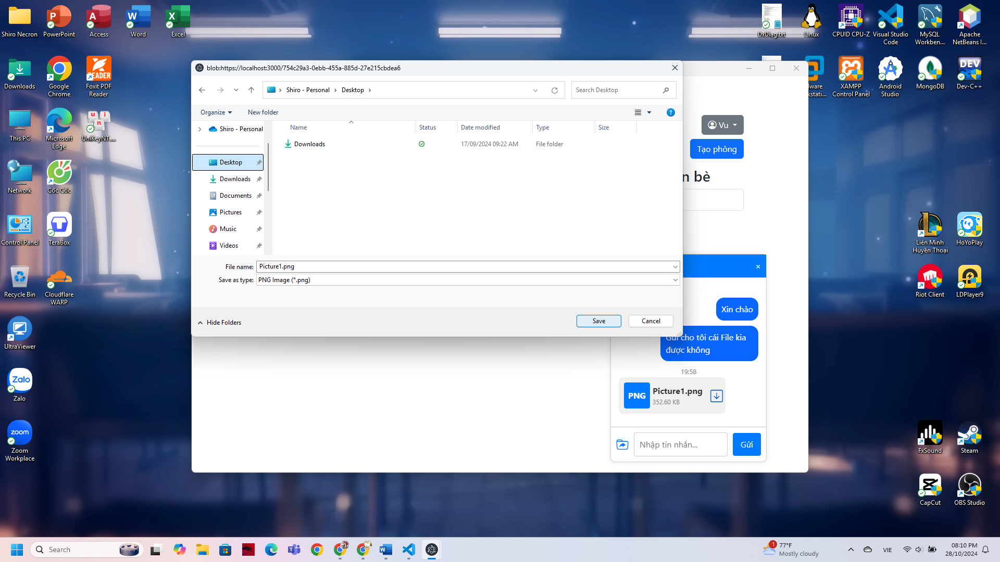 Shiro Necron
PowerPoint
Access
Word
Excel
DxDiag.txt
Linux
CPUID CPU-Z
Visual Studio
Code
MySQL
Workben...
Apache
NetBeans I...
Downloads
Google
Chrome
Foxit PDF
Reader
XAMPP
Control Panel
Android
Studio
MongoDB
Dev-C++
This PC
Microsoft
Edge
UniKeyNT....
Network
Cốc Cốc
Control Panel
TeraBox
Recycle Bin
Cloudflare
WARP
UltraViewer
Zalo
Zoom
Workplace
Liên Minh
Huyền Thoại
HoYoPlay
Riot Client
LDPlayer9
FxSound
Steam
CapCut
OBS Studio
blob:https://localhost:3000/754c29a3-0ebb-455a-885d-27e215cbdea6
Shiro - Personal
Desktop
Search Desktop
Organize
New folder
Shiro - Personal
Name
Status
Date modified
Type
Size
Downloads
17/09/2024 09:22 AM
File folder
Desktop
Downloads
Documents
Pictures
Music
Videos
File name: Picture1.png
Save as type: PNG Image (*.png)
Hide Folders
Save
Cancel
Vu
Tạo phòng
n bè
Xin chào
Gửi cho tôi cái File kia
được không
19:58
PNG
Picture1.png
352.60 KB
Nhập tin nhắn...
Gửi
Search
1
77°F
Mostly cloudy
VIE
08:10 PM
28/10/2024